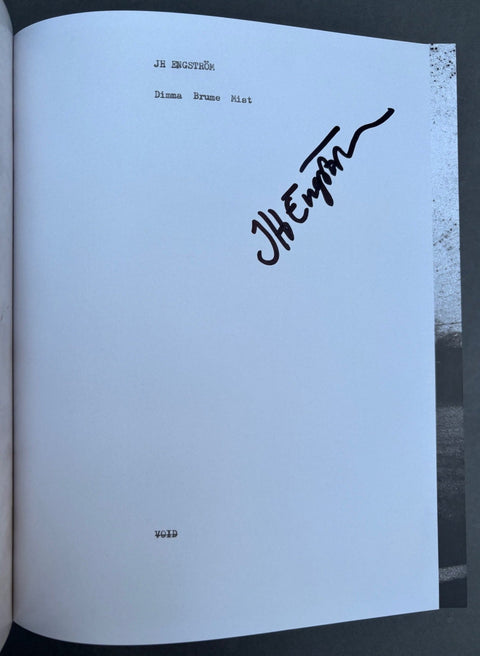 JH ENGSTRÖM
Dimma Brume Mist
JH Engström
VOID